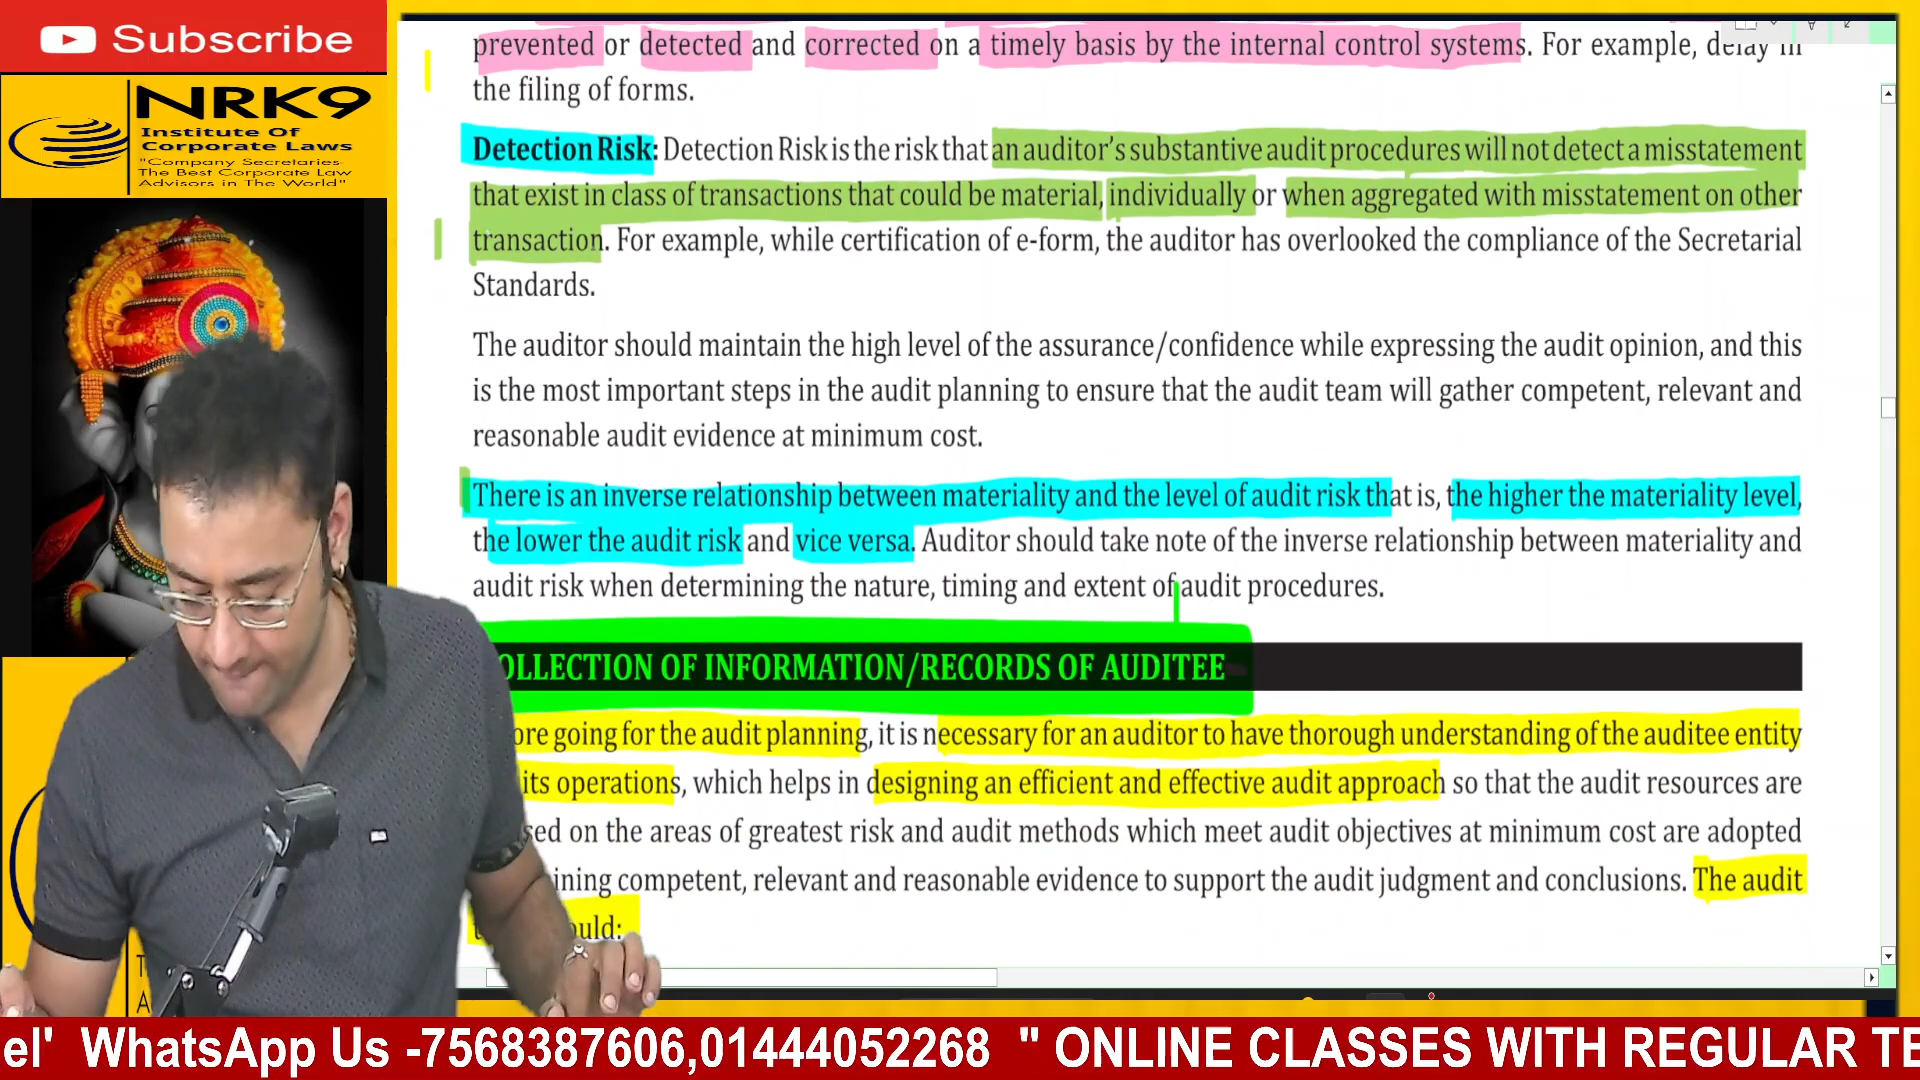 Subscribe
NRK9
Institute Of
Corporate Laws
"Company Secretaries-
The Best Corporate Law
Advisors in The World"
prevented or detected and corrected on a timely basis by the internal control systems. For example, delay in
the filing of forms.
Detection Risk: Detection Risk is the risk that an auditor's substantive audit procedures will not detect a misstatement
that exist in class of transactions that could be material, individually or when aggregated with misstatement on other
transaction. For example, while certification of e-form, the auditor has overlooked the compliance of the Secretarial
Standards.
The auditor should maintain the high level of the assurance/confidence while expressing the audit opinion, and this
is the most important steps in the audit planning to ensure that the audit team will gather competent, relevant and
reasonable audit evidence at minimum cost.
There is an inverse relationship between materiality and the level of audit risk that is, the higher the materiality level,
the lower the audit risk and vice versa. Auditor should take note of the inverse relationship between materiality and
audit risk when determining the nature, timing and extent of audit procedures.
OLLECTION OF INFORMATION/RECORDS OF AUDITEE
ore going for the audit planning, it is necessary for an auditor to have thorough understanding of the auditee entity
its operations, which helps in designing an efficient and effective audit approach so that the audit resources are
sed on the areas of greatest risk and audit methods which meet audit objectives at minimum cost are adopted
ining competent, relevant and reasonable evidence to support the audit judgment and conclusions. The audit
ould:
el' WhatsApp Us -7568387606,01444052268 " ONLINE CLASSES WITH REGULAR TE